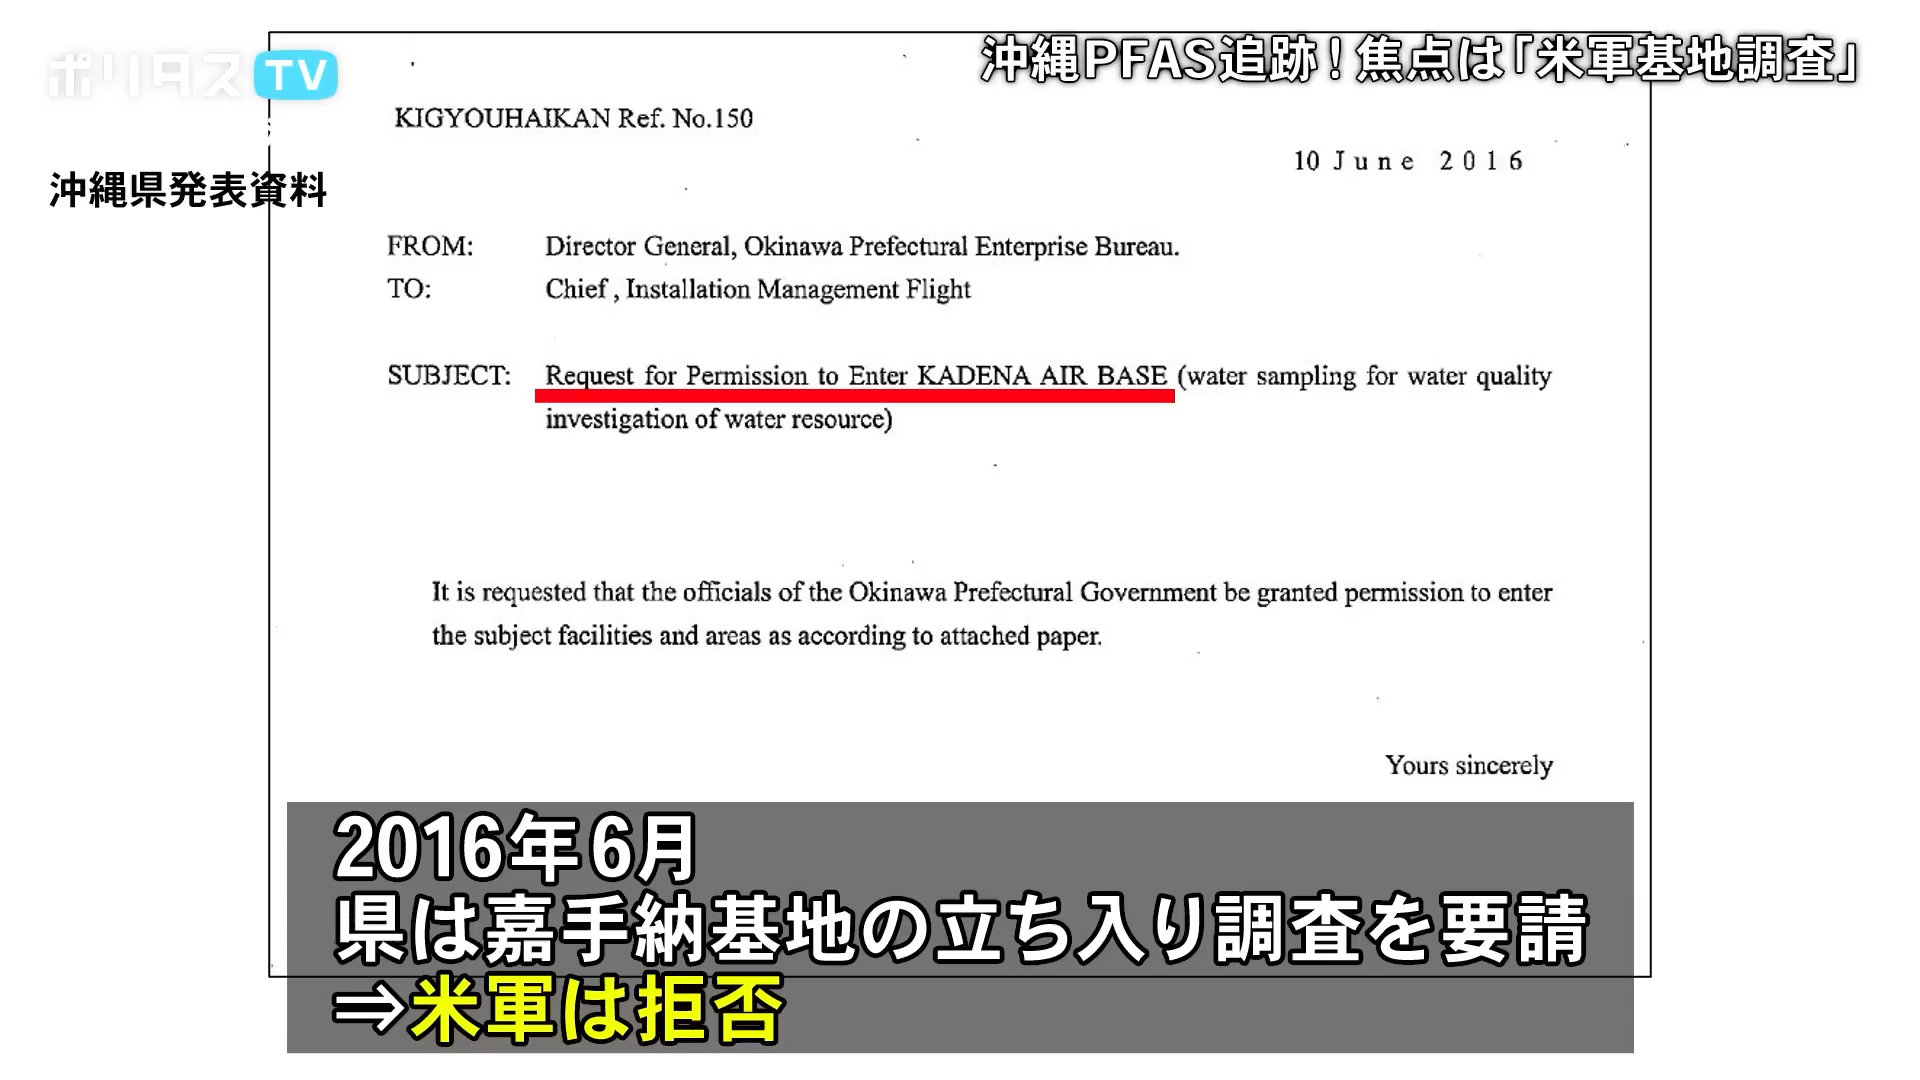 ポリタスTV
沖縄PFAS追跡！焦点は「米軍基地調査」
沖縄県発表資料
KIGYOUHAIKAN Ref. No.150
10 June 2016
FROM: Director General, Okinawa Prefectural Enterprise Bureau.
TO: Chief , Installation Management Flight
SUBJECT: Request for Permission to Enter KADENA AIR BASE (water sampling for water quality
investigation of water resource)
It is requested that the officials of the Okinawa Prefectural Government be granted permission to enter
the subject facilities and areas as according to attached paper.
Yours sincerely
2016年6月
県は嘉手納基地の立ち入り調査を要請
⇒米軍は拒否